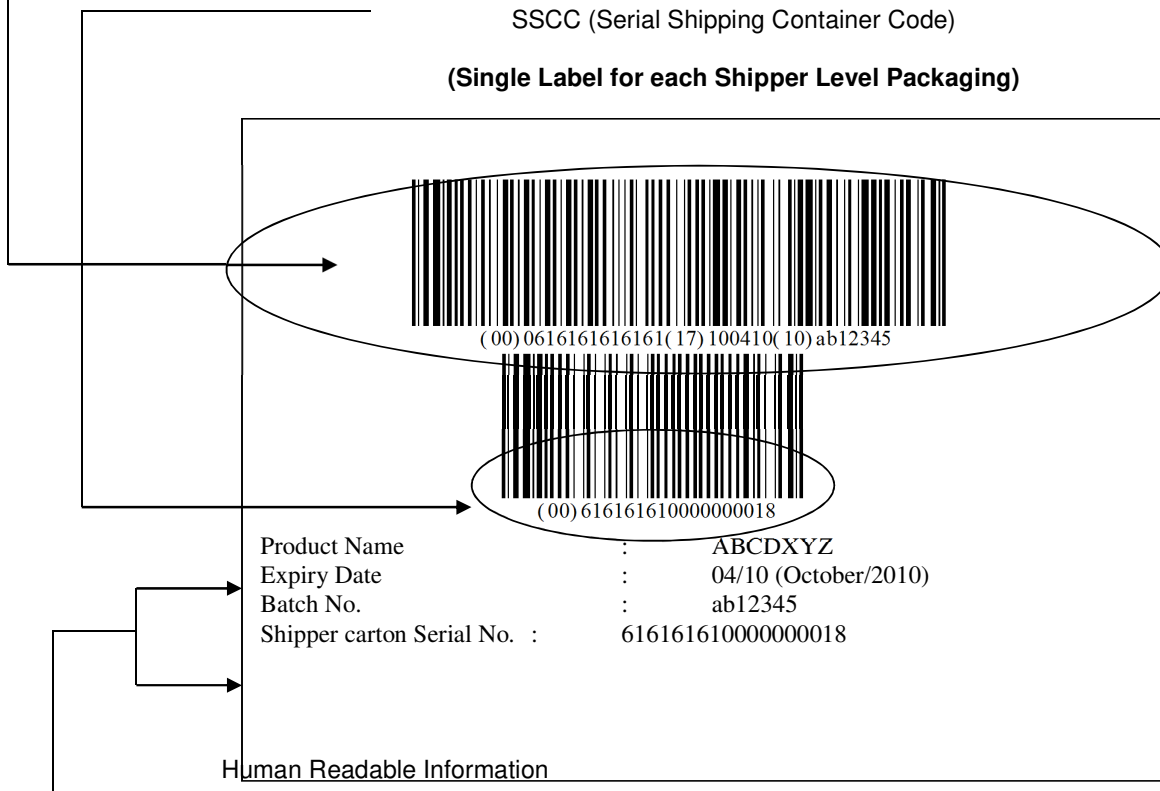 SSCC (Serial Shipping Container Code)
(Single Label for each Shipper Level Packaging)
(00)0616161616161(17)100410(10)ab12345
(00)616161610000000018
Product Name : ABCDXYZ
Expiry Date : 04/10 (October/2010)
Batch No. : ab12345
Shipper carton Serial No. : 616161610000000018
Human Readable Information